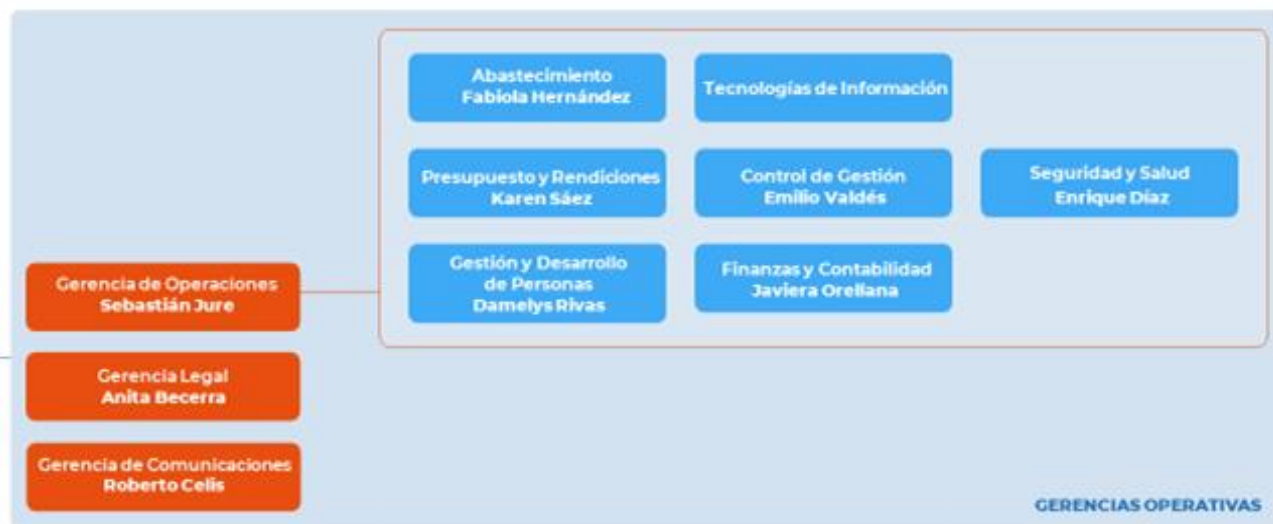 Abastecimiento
Fabiola Hernández
Tecnologías de Información
Presupuesto y Rendiciones
Karen Sáez
Control de Gestión
Emilio Valdés
Seguridad y Salud
Enrique Díaz
Gestión y Desarrollo
de Personas
Damelys Rivas
Finanzas y Contabilidad
Javiera Orellana
Gerencia de Operaciones
Sebastián Jure
Gerencia Legal
Anita Becerra
Gerencia de Comunicaciones
Roberto Celis
GERENCIAS OPERATIVAS